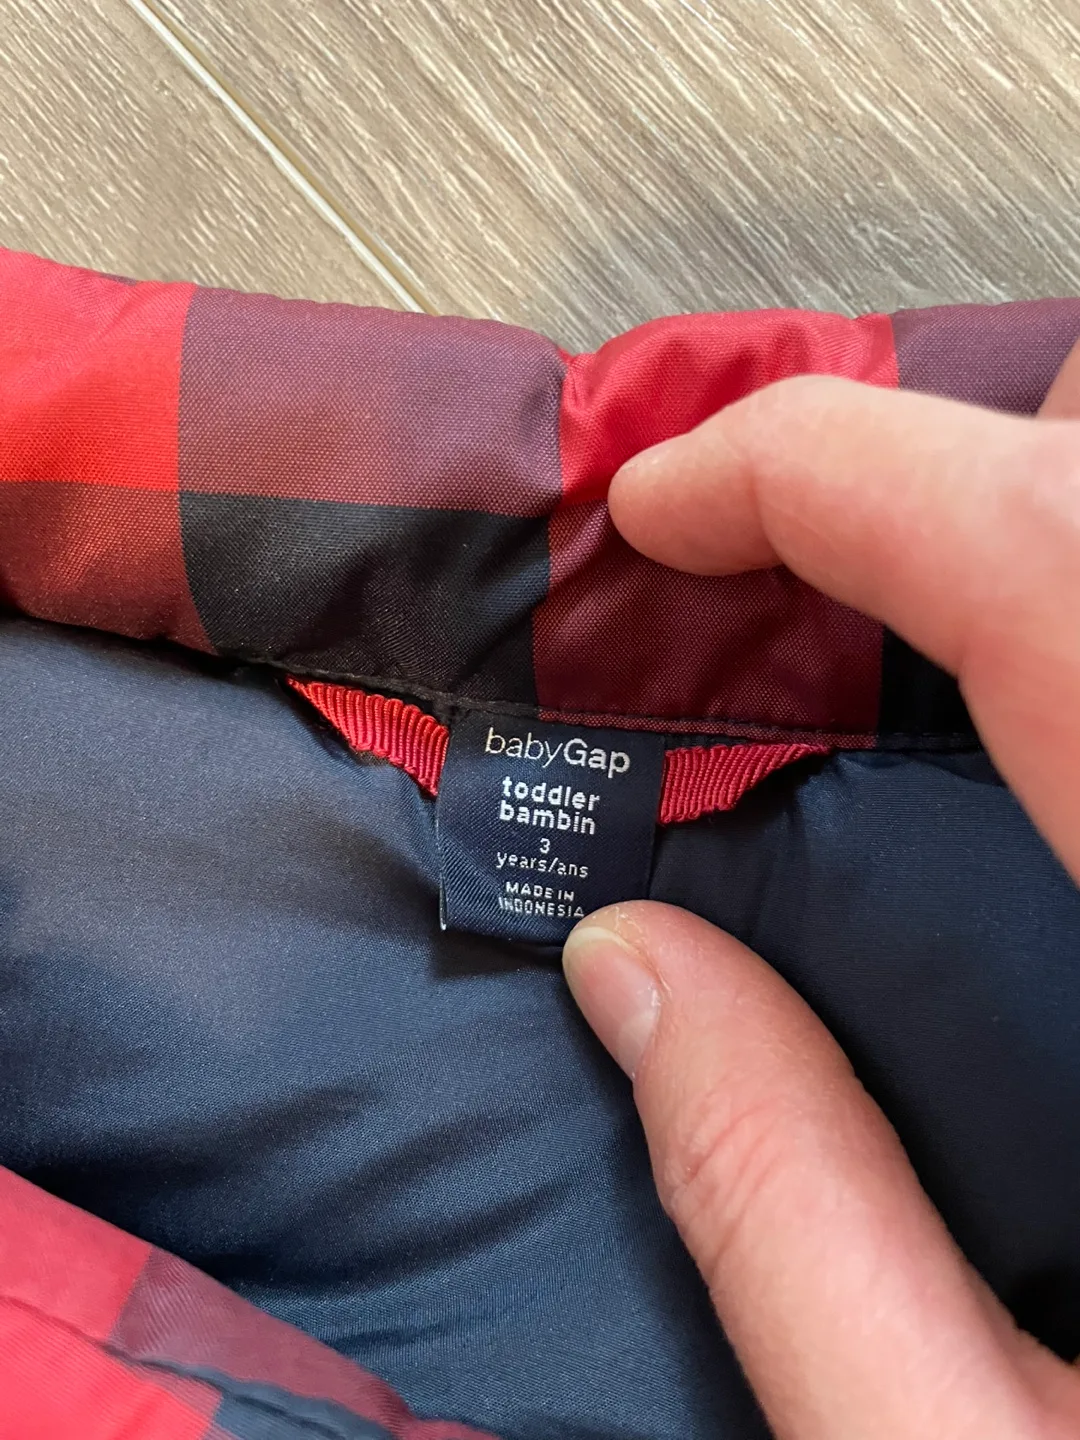 babyGap
toddler
bambin
3
years/ans
MADE IN
INDONESIA